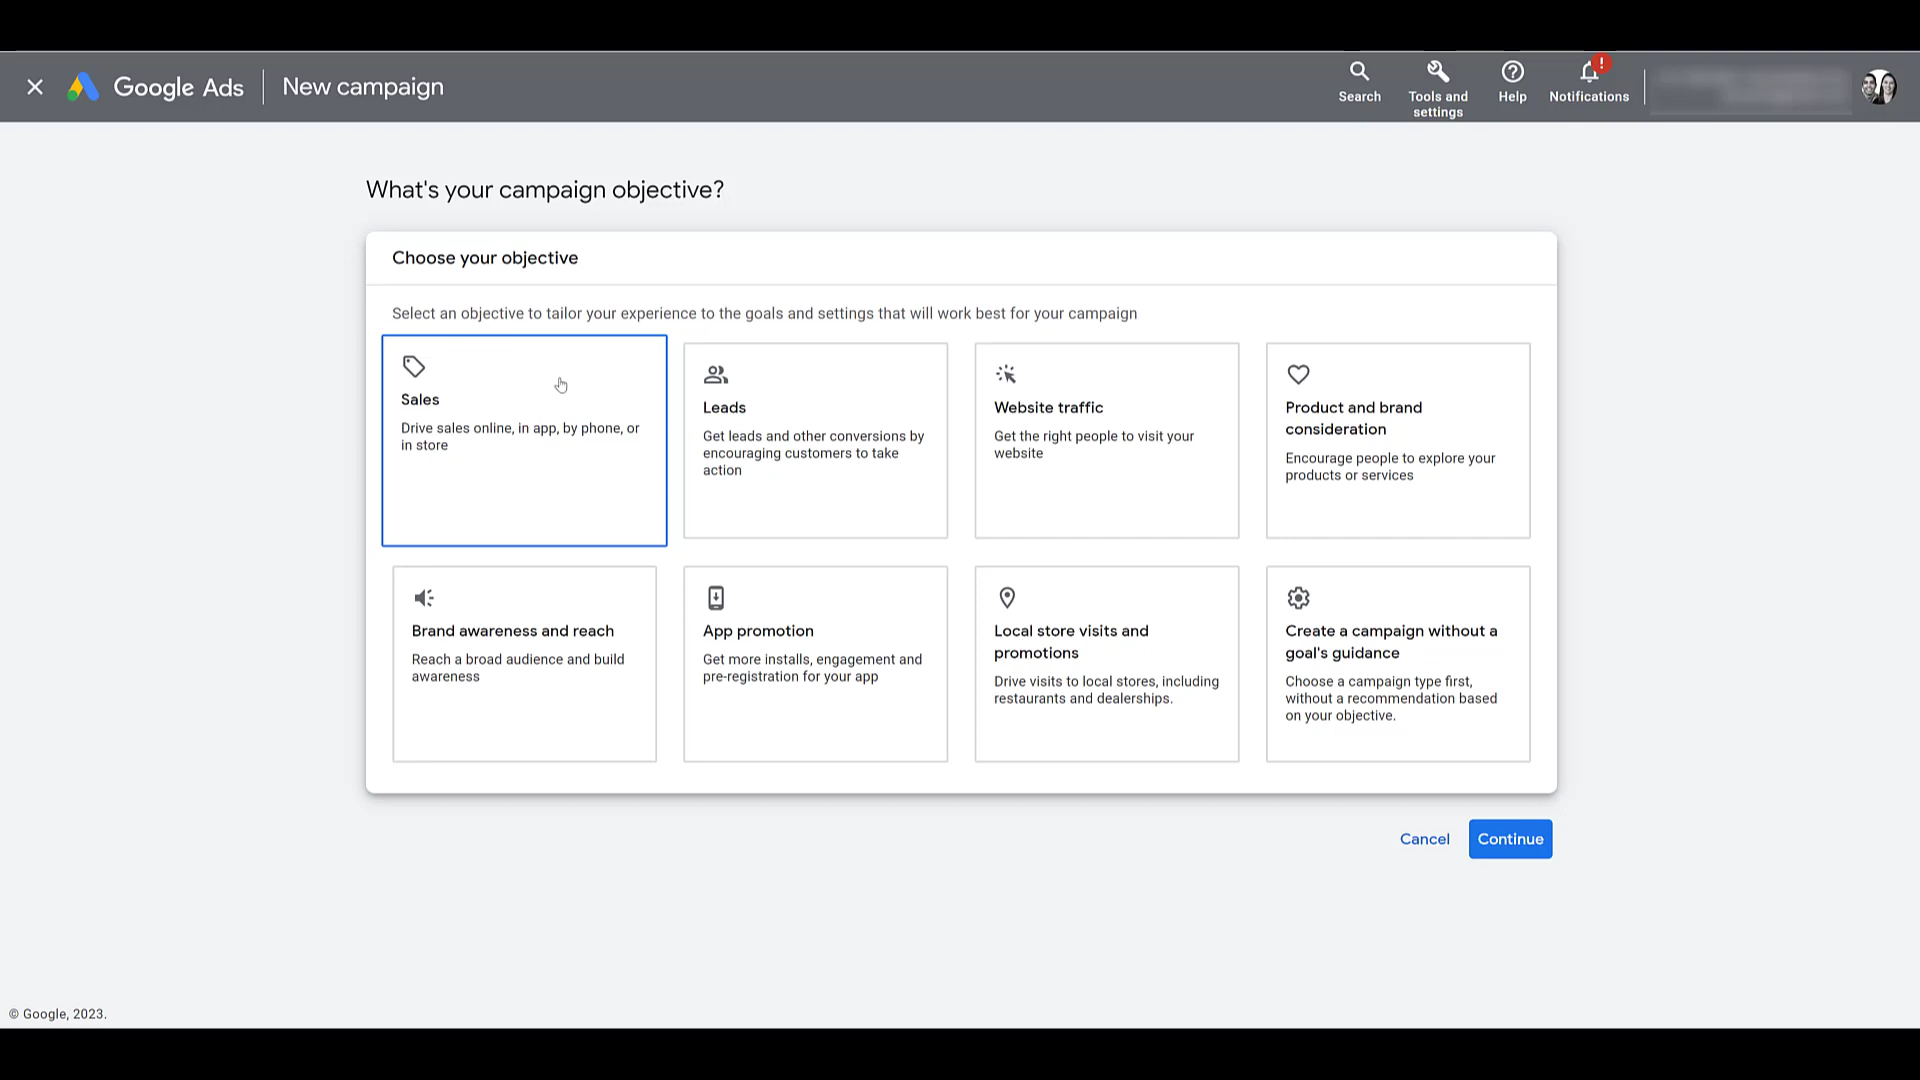 Google Ads
New campaign
Search
Tools and
settings
Help
!
Notifications
What's your campaign objective?
Choose your objective
Select an objective to tailor your experience to the goals and settings that will work best for your campaign
Sales
Drive sales online, in app, by phone, or
in store
Leads
Get leads and other conversions by
encouraging customers to take
action
Website traffic
Get the right people to visit your
website
Product and brand
consideration
Encourage people to explore your
products or services
Brand awareness and reach
Reach a broad audience and build
awareness
App promotion
Get more installs, engagement and
pre-registration for your app
Local store visits and
promotions
Drive visits to local stores, including
restaurants and dealerships.
Create a campaign without a
goal's guidance
Choose a campaign type first,
without a recommendation based
on your objective.
Cancel
Continue
© Google, 2023.